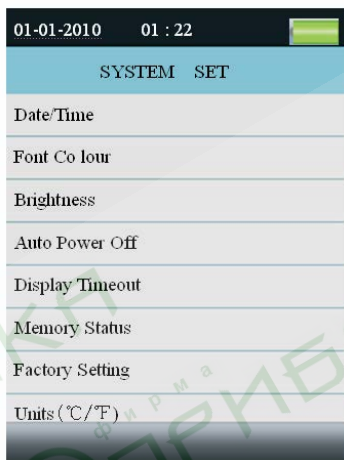 01-01-2010 01 : 22
SYSTEM SET
Date/Time
Font Co lour
Brightness
Auto Power Off
Display Timeout
Memory Status
Factory Setting
Units (℃/℉)
фирма